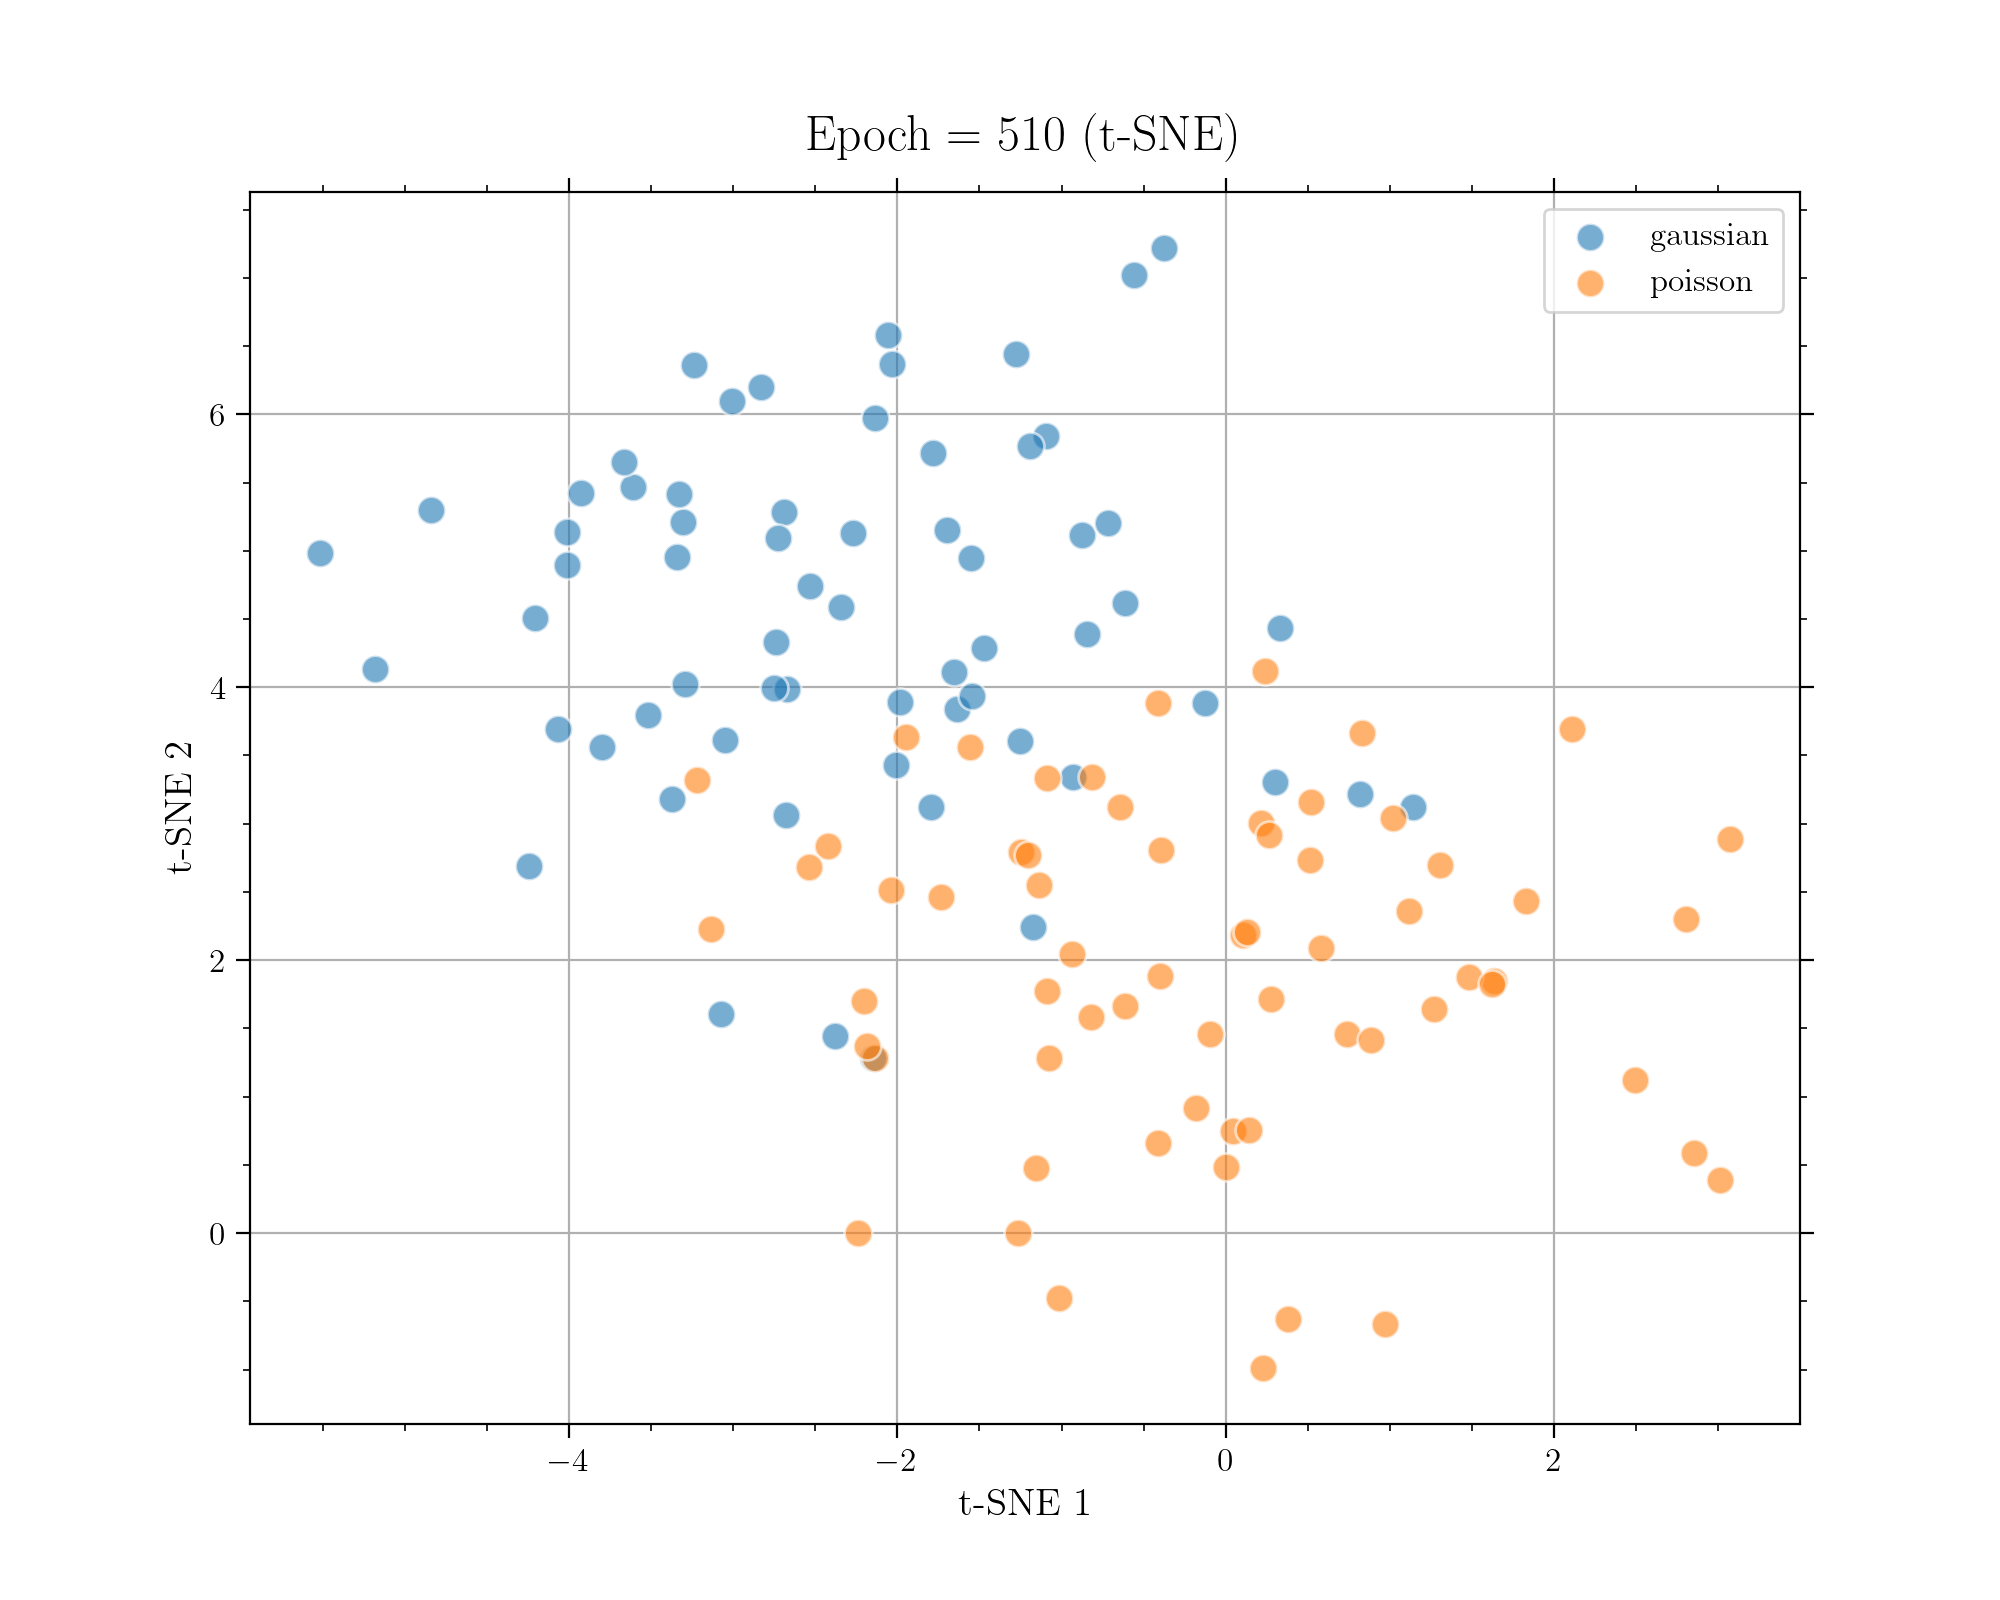 Epoch = 510 (t-SNE)
gaussian
poisson
6
4
2
0
t-SNE 2
−4
−2
0
2
t-SNE 1